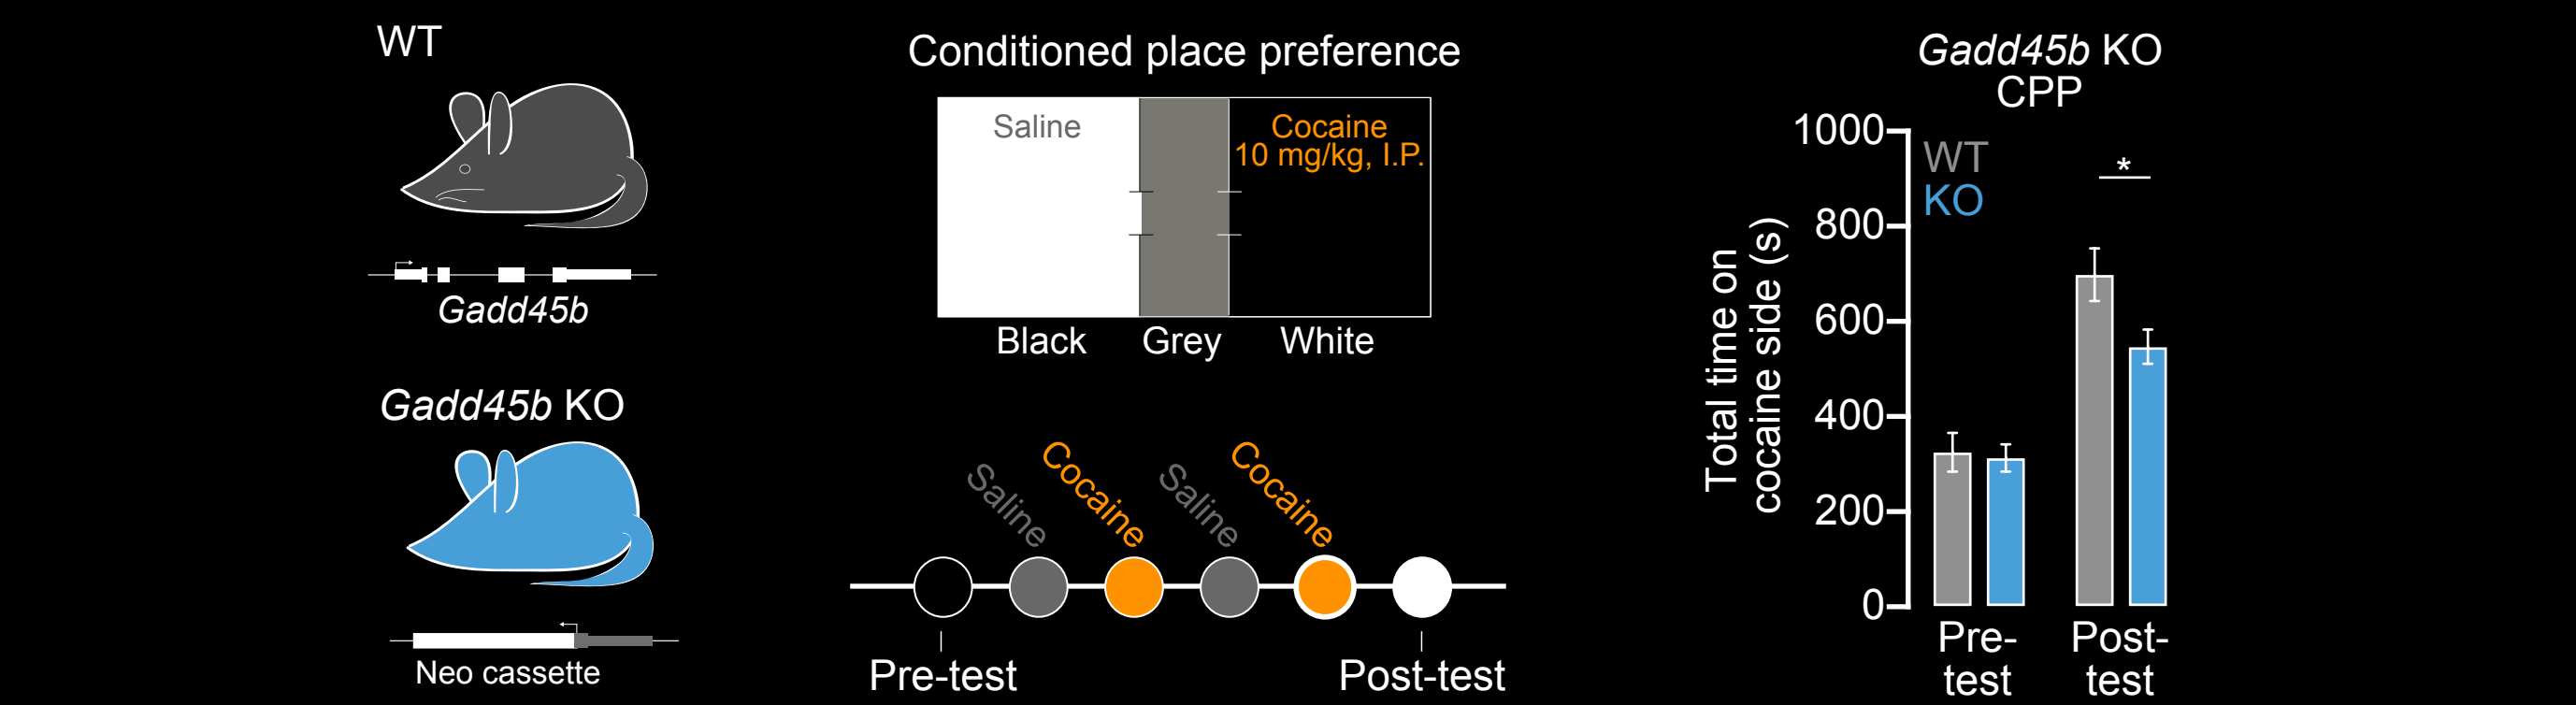 WT
Gadd45b
Gadd45b KO
Neo cassette
Conditioned place preference
Saline
Cocaine
10 mg/kg, I.P.
Black
Grey
White
Saline
Cocaine
Saline
Cocaine
Pre-test
Post-test
Gadd45b KO
CPP
Total time on
cocaine side (s)
1000
800
600
400
200
0
WT
KO
*
Pre-
test
Post-
test